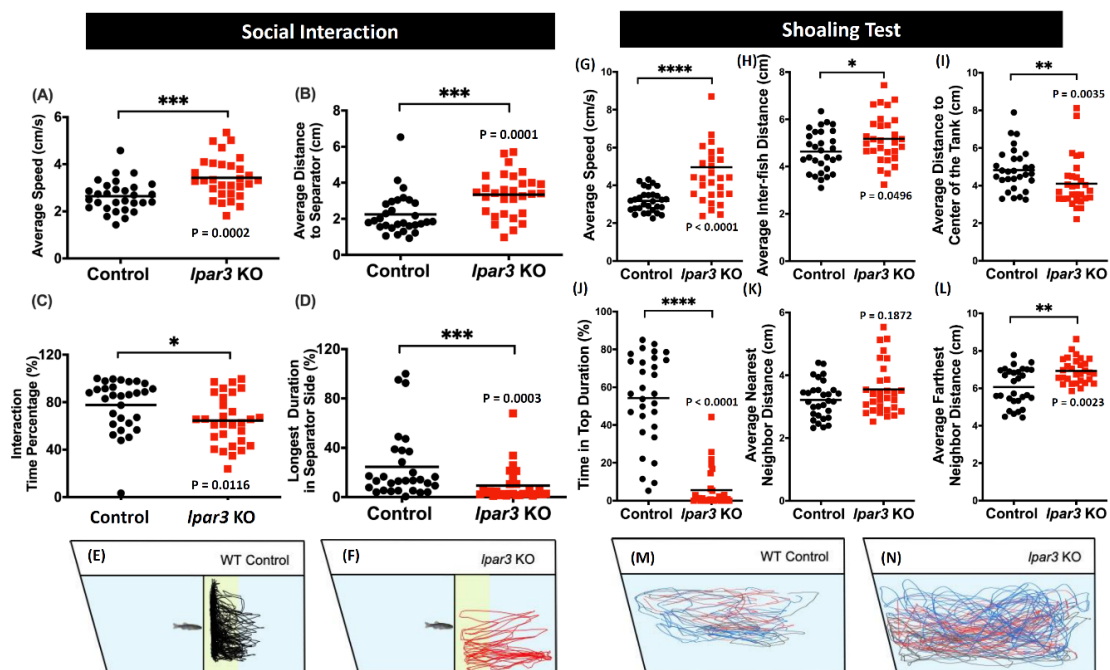 Social Interaction
Shoaling Test
(A)
Average Speed (cm/s)
6
4
2
0
***
P = 0.0002
Control
lpar3 KO
(B)
Average Distance
to Separator (cm)
8
6
4
2
0
***
P = 0.0001
Control
lpar3 KO
(C)
Interaction
Time Percentage (%)
120
80
40
0
*
P = 0.0116
Control
lpar3 KO
(D)
Longest Duration
in Separator Side (%)
120
80
40
0
***
P = 0.0003
Control
lpar3 KO
(E)
WT Control
(F)
lpar3 KO
(G)
Average Speed (cm/s)
10
8
6
4
2
0
****
P < 0.0001
Control
lpar3 KO
(H)
Average Inter-fish Distance (cm)
8
6
4
2
0
*
P = 0.0496
Control
lpar3 KO
(I)
Average Distance to
Center of the Tank (cm)
10
8
6
4
2
0
**
P = 0.0035
Control
lpar3 KO
(J)
Time in Top Duration (%)
100
80
60
40
20
0
****
P < 0.0001
Control
lpar3 KO
(K)
Average Nearest
Neighbor Distance (cm)
6
4
2
0
P = 0.1872
Control
lpar3 KO
(L)
Average Farthest
Neighbor Distance (cm)
10
8
6
4
2
0
**
P = 0.0023
Control
lpar3 KO
(M)
WT Control
(N)
lpar3 KO